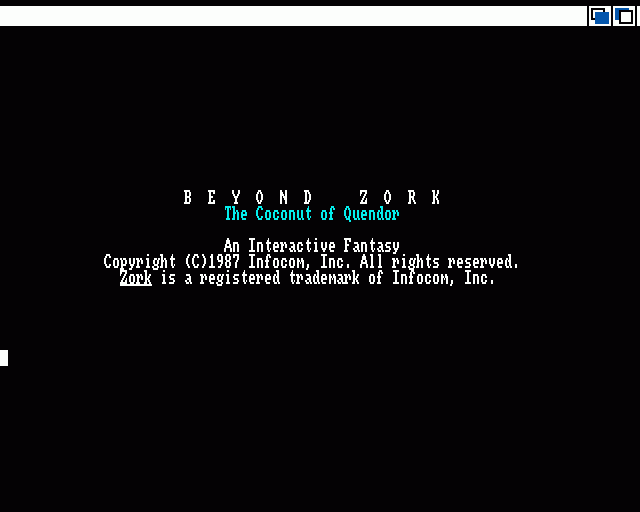 B E Y O N D   Z O R K
The Coconut of Quendor
An Interactive Fantasy
Copyright (C)1987 Infocom, Inc. All rights reserved.
Zork is a registered trademark of Infocom, Inc.